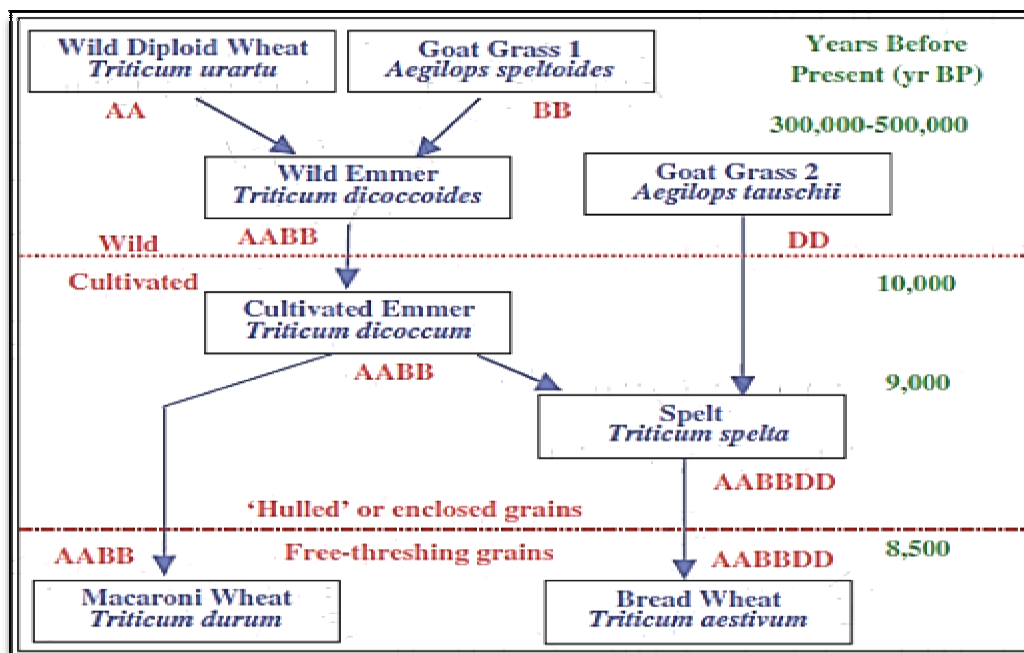 Wild Diploid Wheat
Triticum urartu
Goat Grass 1
Aegilops speltoides
Years Before
Present (yr BP)
AA
BB
300,000-500,000
Wild Emmer
Triticum dicoccoides
Goat Grass 2
Aegilops tauschii
AABB
DD
Wild
Cultivated
10,000
Cultivated Emmer
Triticum dicoccum
AABB
9,000
Spelt
Triticum spelta
AABBDD
‘Hulled’ or enclosed grains
AABB
Free-threshing grains
AABBDD
8,500
Macaroni Wheat
Triticum durum
Bread Wheat
Triticum aestivum